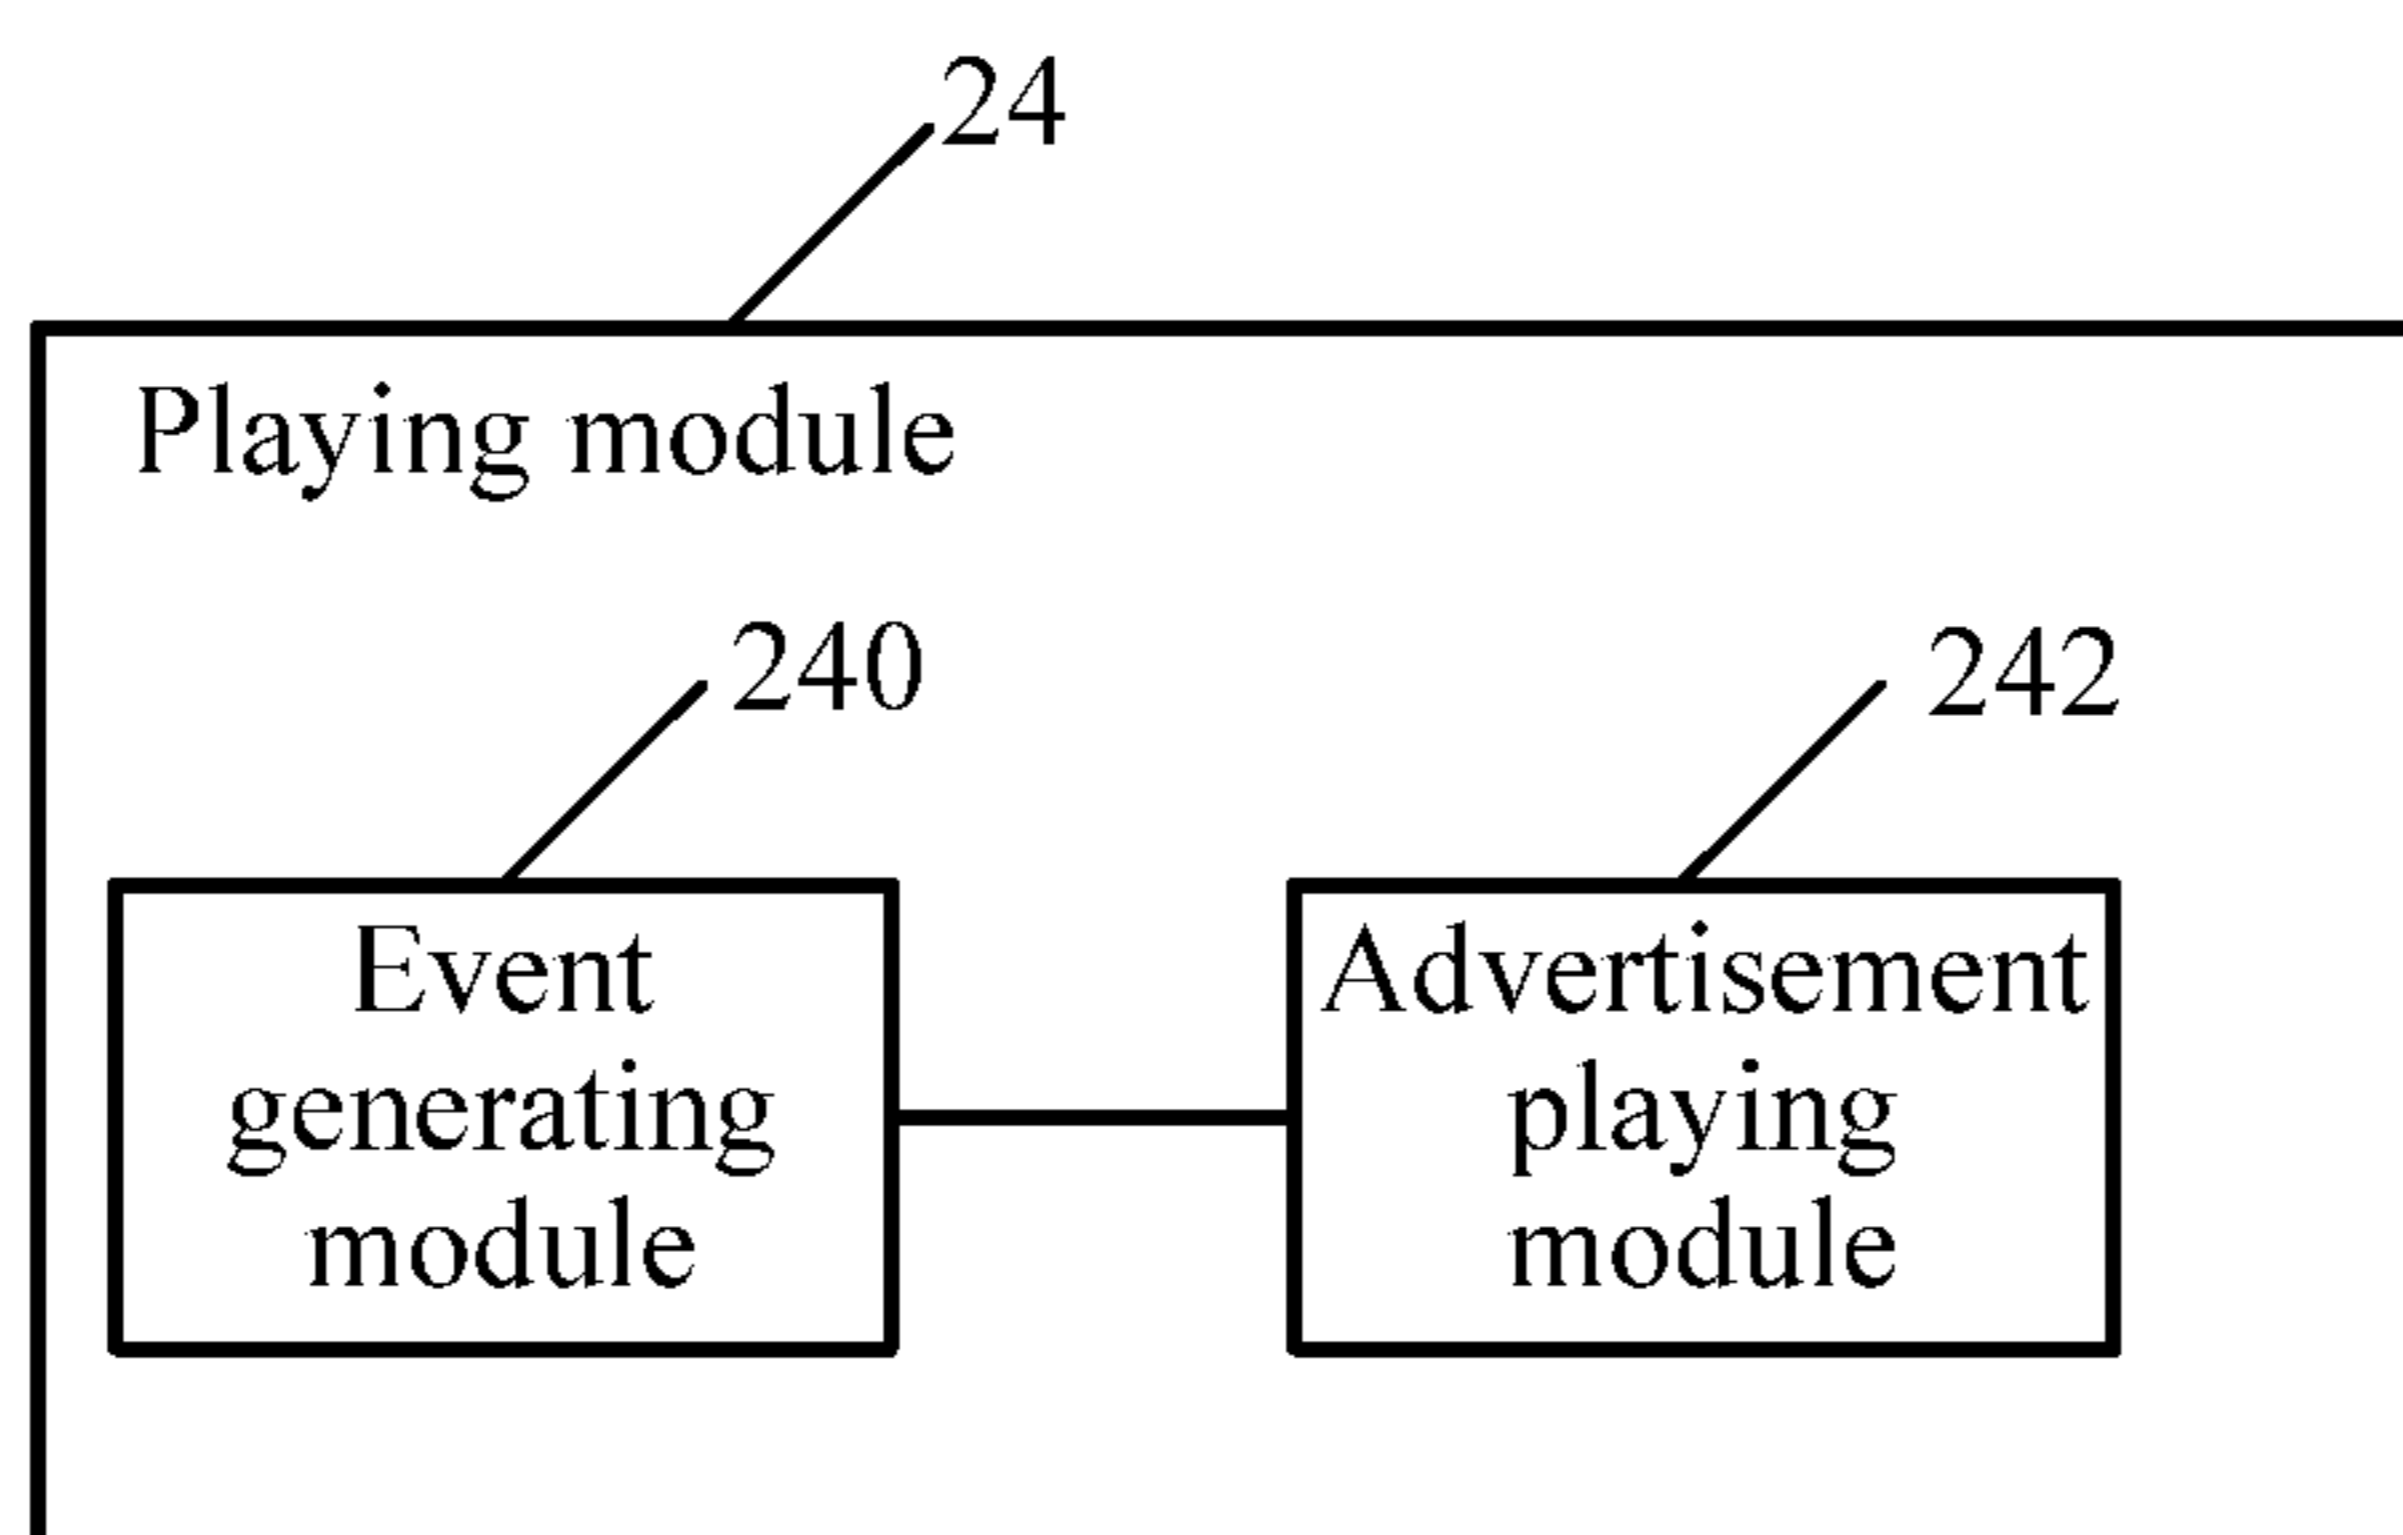 24
Playing module
240
242
Event
generating
module
Advertisement
playing
module